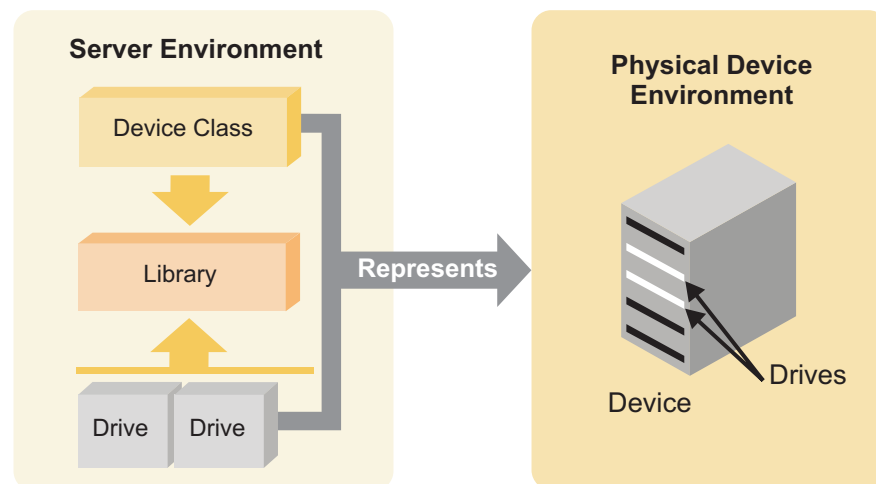 Server Environment
Device Class
Library
Drive
Drive
Represents
Physical Device
Environment
Drives
Device